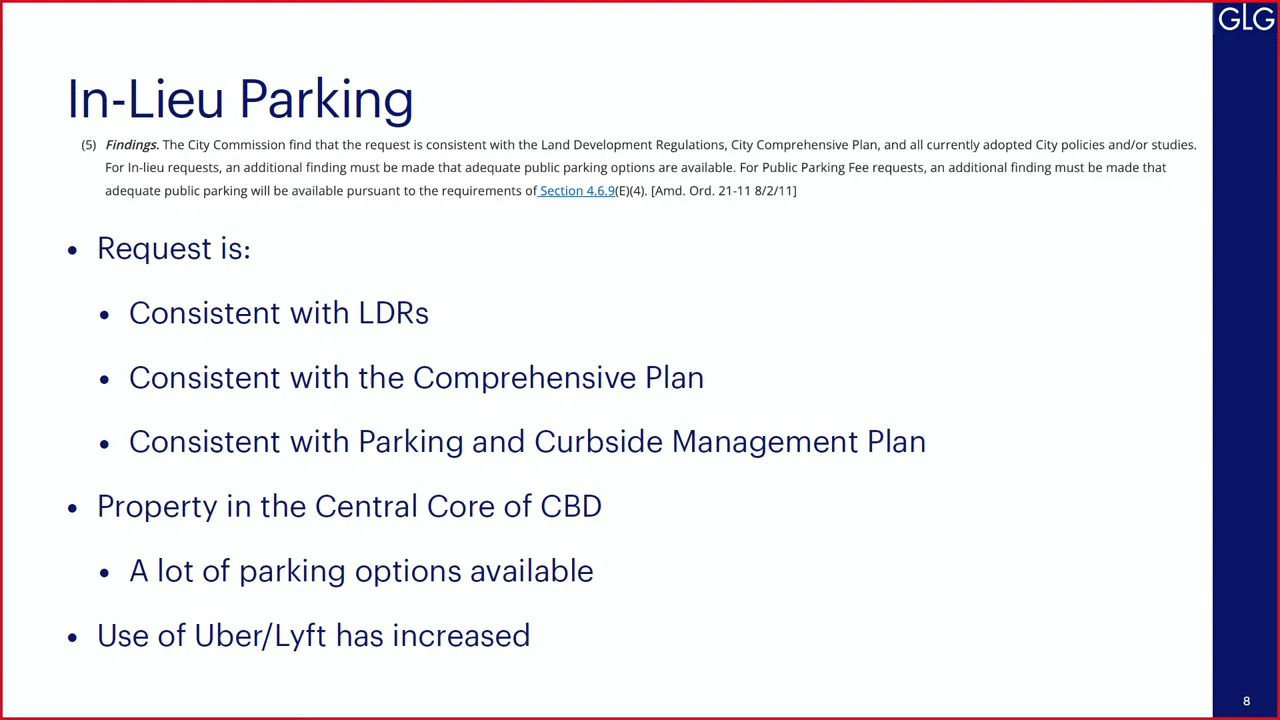 GLG
In-Lieu Parking
(5) Findings. The City Commission find that the request is consistent with the Land Development Regulations, City Comprehensive Plan, and all currently adopted City policies and/or studies.
For In-lieu requests, an additional finding must be made that adequate public parking options are available. For Public Parking Fee requests, an additional finding must be made that
adequate public parking will be available pursuant to the requirements of Section 4.6.9(E)(4). [Amd. Ord. 21-11 8/2/11]
• Request is:
• Consistent with LDRs
• Consistent with the Comprehensive Plan
• Consistent with Parking and Curbside Management Plan
• Property in the Central Core of CBD
• A lot of parking options available
• Use of Uber/Lyft has increased
8